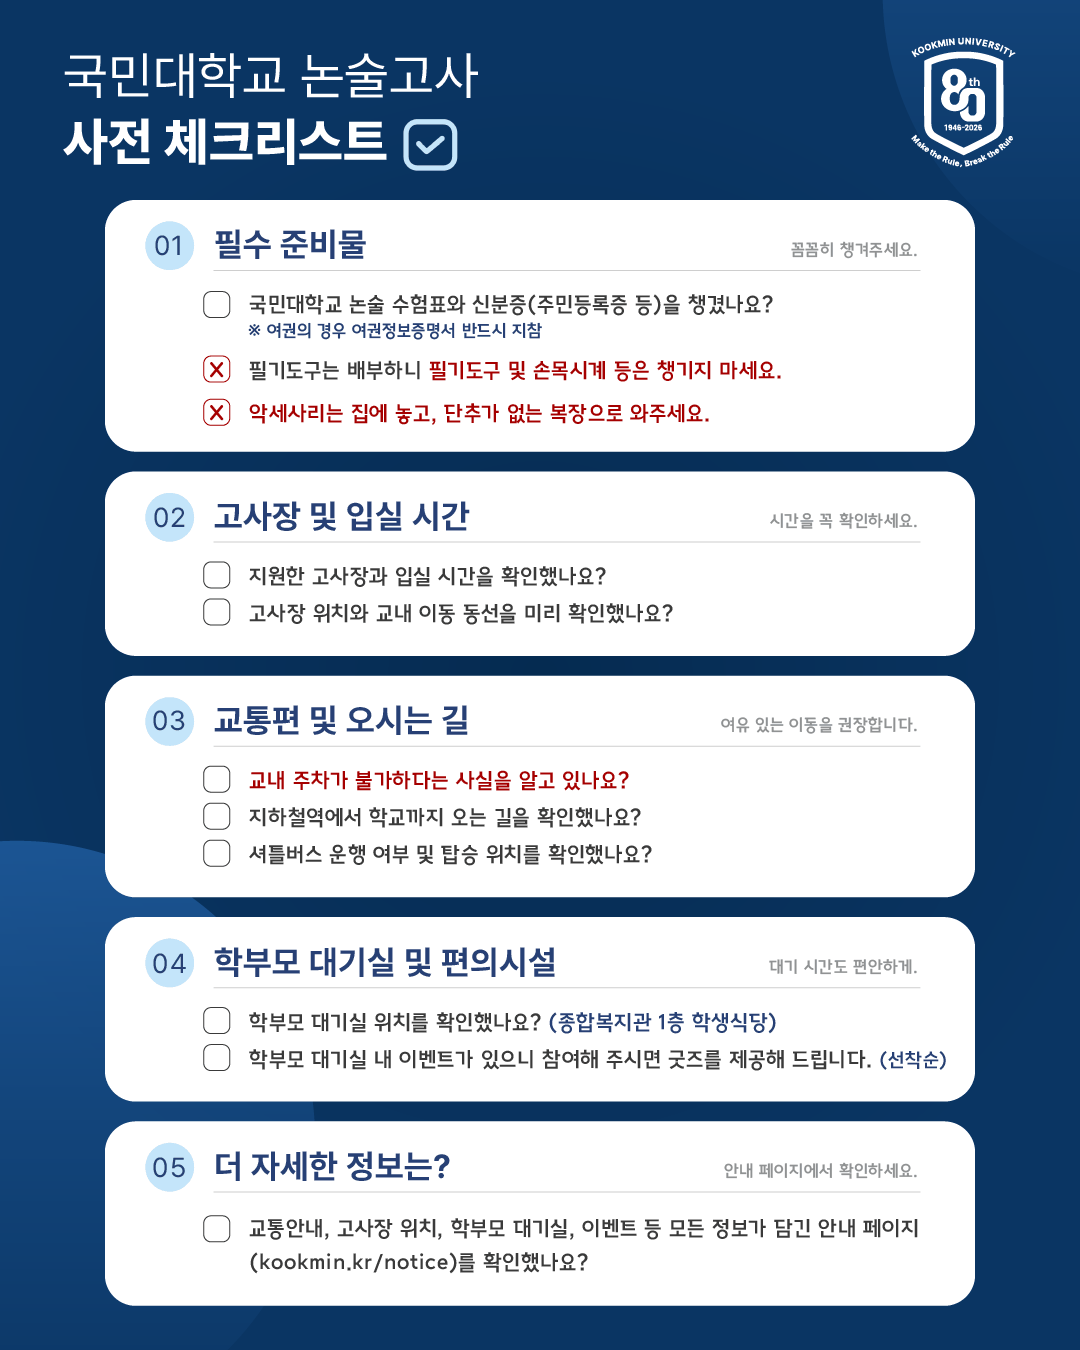 국민대학교 논술고사
사전 체크리스트
KOOKMIN UNIVERSITY
80th
1946-2026
Make the Rule, Break the Rule
01 필수 준비물
꼼꼼히 챙겨주세요.
국민대학교 논술 수험표와 신분증(주민등록증 등)을 챙겼나요?
※ 여권의 경우 여권정보증명서 반드시 지참
필기도구는 배부하니 필기도구 및 손목시계 등은 챙기지 마세요.
악세사리는 집에 놓고, 단추가 없는 복장으로 와주세요.
02 고사장 및 입실 시간
시간을 꼭 확인하세요.
지원한 고사장과 입실 시간을 확인했나요?
고사장 위치와 교내 이동 동선을 미리 확인했나요?
03 교통편 및 오시는 길
여유 있는 이동을 권장합니다.
교내 주차가 불가하다는 사실을 알고 있나요?
지하철역에서 학교까지 오는 길을 확인했나요?
셔틀버스 운행 여부 및 탑승 위치를 확인했나요?
04 학부모 대기실 및 편의시설
대기 시간도 편안하게.
학부모 대기실 위치를 확인했나요? (종합복지관 1층 학생식당)
학부모 대기실 내 이벤트가 있으니 참여해 주시면 굿즈를 제공해 드립니다. (선착순)
05 더 자세한 정보는?
안내 페이지에서 확인하세요.
교통안내, 고사장 위치, 학부모 대기실, 이벤트 등 모든 정보가 담긴 안내 페이지
(kookmin.kr/notice)를 확인했나요?